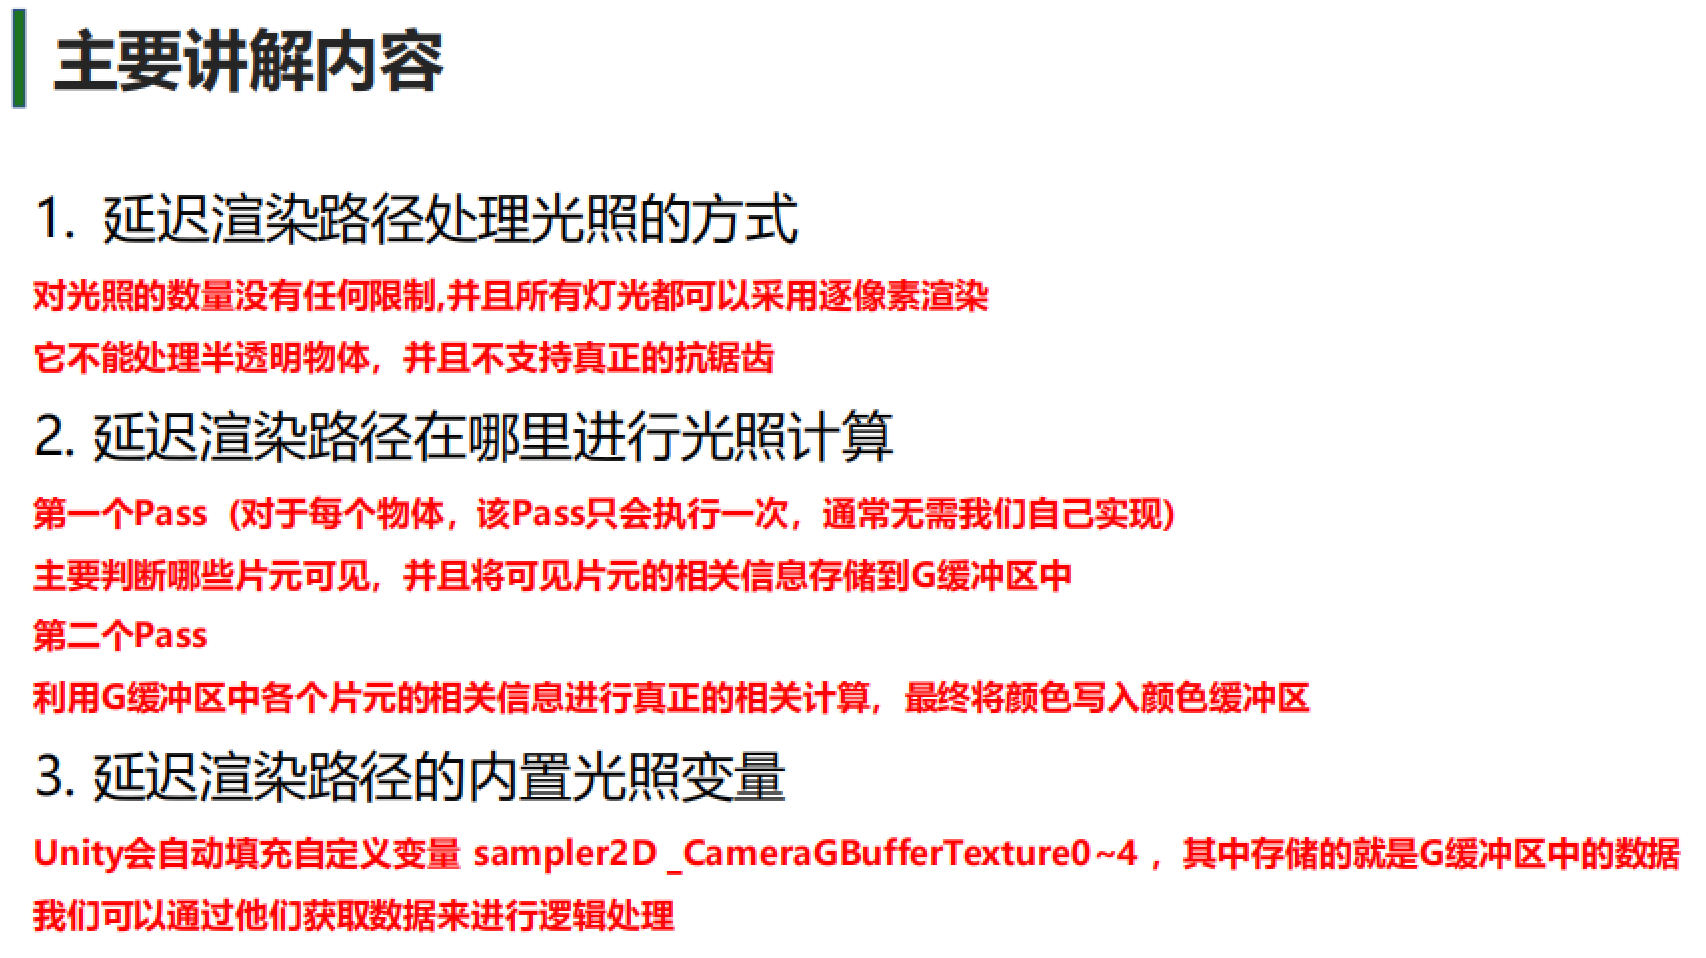 主要讲解内容
1. 延迟渲染路径处理光照的方式
对光照的数量没有任何限制,并且所有灯光都可以采用逐像素渲染
它不能处理半透明物体，并且不支持真正的抗锯齿
2. 延迟渲染路径在哪里进行光照计算
第一个Pass（对于每个物体，该Pass只会执行一次，通常无需我们自己实现)
主要判断哪些片元可见，并且将可见片元的相关信息存储到G缓冲区中
第二个Pass
利用G缓冲区中各个片元的相关信息进行真正的相关计算，最终将颜色写入颜色缓冲区
3. 延迟渲染路径的内置光照变量
Unity会自动填充自定义变量 sampler2D _CameraGBufferTexture0~4 ，其中存储的就是G缓冲区中的数据
我们可以通过他们获取数据来进行逻辑处理